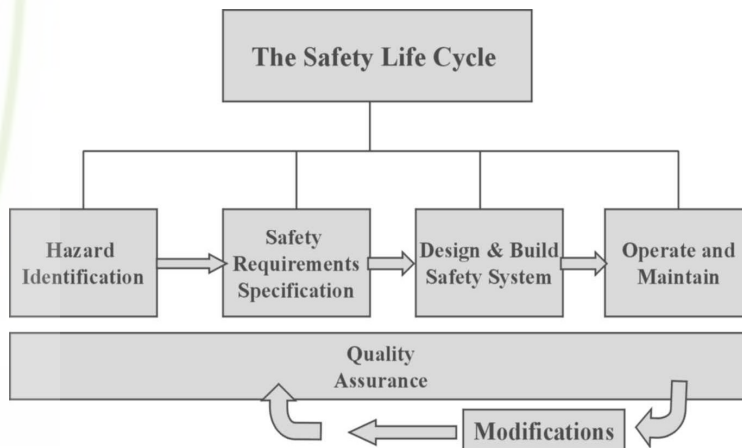 The Safety Life Cycle
Hazard
Identification
Safety
Requirements
Specification
Design & Build
Safety System
Operate and
Maintain
Quality
Assurance
Modifications